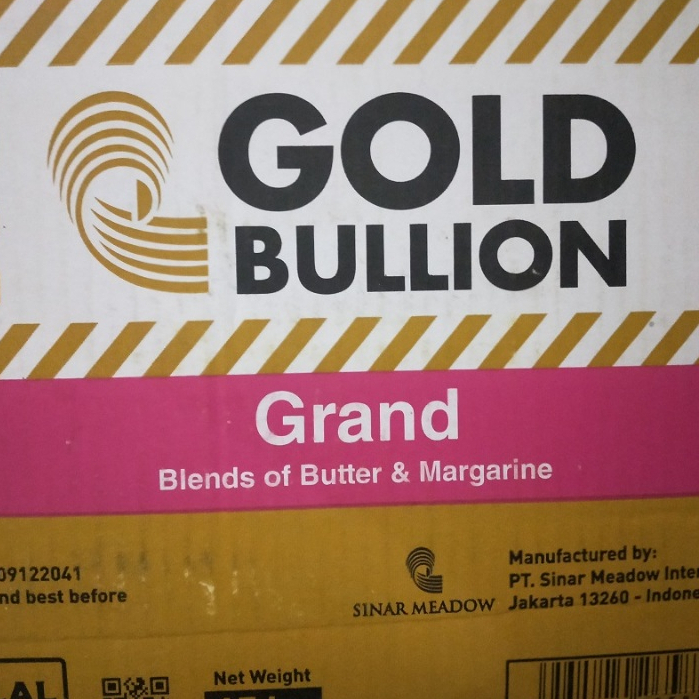 GOLD
BULLION
Grand
Blends of Butter & Margarine
09122041
nd best before
SINAR MEADOW
Manufactured by:
PT. Sinar Meadow Inter
Jakarta 13260 - Indone
AL
Net Weight